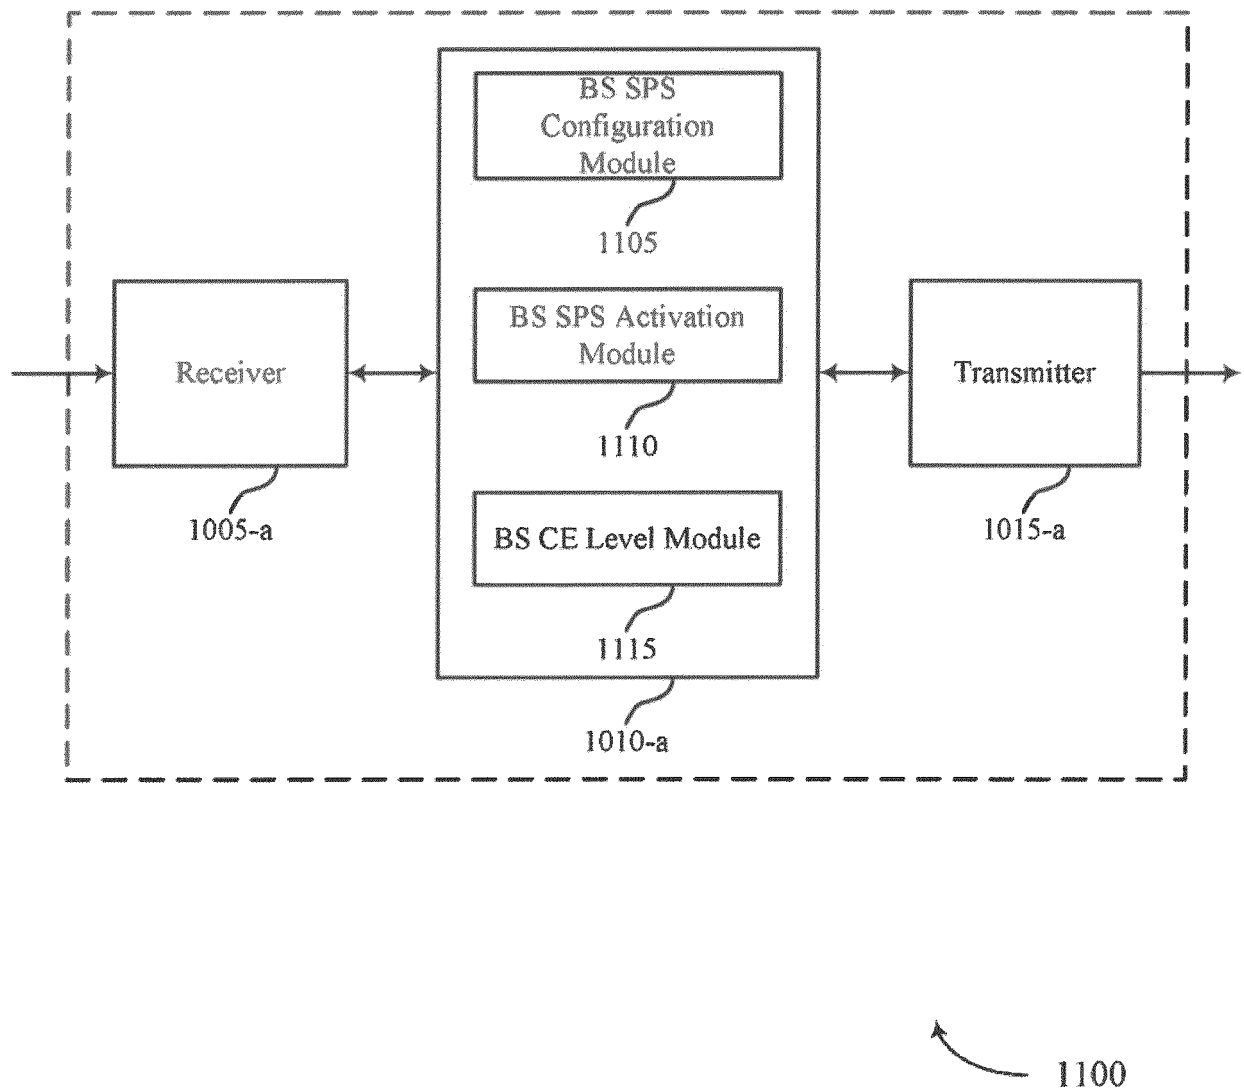 BS SPS
Configuration
Module
1105
BS SPS Activation
Module
1110
Receiver
1005-a
Transmitter
1015-a
BS CE Level Module
1115
1010-a
1100